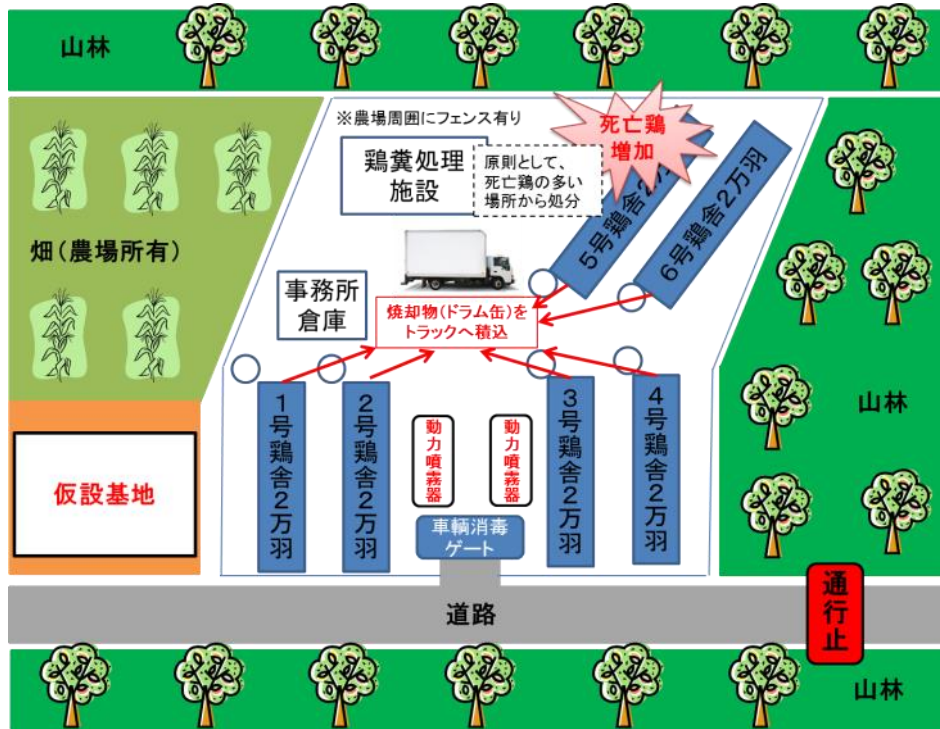 山林
※農場周囲にフェンス有り
死亡鶏
増加
鶏糞処理
施設
原則として、
死亡鶏の多い
場所から処分
5号鶏舎2万
6号鶏舎2万羽
畑(農場所有)
事務所
倉庫
焼却物(ドラム缶)を
トラックへ積込
山林
1号鶏舎2万羽
2号鶏舎2万羽
動力噴霧器
動力噴霧器
3号鶏舎2万羽
4号鶏舎2万羽
仮設基地
車輌消毒
ゲート
通行止
道路
山林